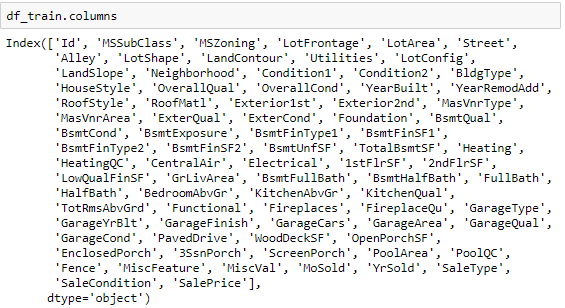 df_train.columns
Index(['Id', 'MSSubClass', 'MSZoning', 'LotFrontage', 'LotArea', 'Street',
'Alley', 'LotShape', 'LandContour', 'Utilities', 'LotConfig',
'LandSlope', 'Neighborhood', 'Condition1', 'Condition2', 'BldgType',
'HouseStyle', 'OverallQual', 'OverallCond', 'YearBuilt', 'YearRemodAdd',
'RoofStyle', 'RoofMatl', 'Exterior1st', 'Exterior2nd', 'MasVnrType',
'MasVnrArea', 'ExterQual', 'ExterCond', 'Foundation', 'BsmtQual',
'BsmtCond', 'BsmtExposure', 'BsmtFinType1', 'BsmtFinSF1',
'BsmtFinType2', 'BsmtFinSF2', 'BsmtUnfSF', 'TotalBsmtSF', 'Heating',
'HeatingQC', 'CentralAir', 'Electrical', '1stFlrSF', '2ndFlrSF',
'LowQualFinSF', 'GrLivArea', 'BsmtFullBath', 'BsmtHalfBath', 'FullBath',
'HalfBath', 'BedroomAbvGr', 'KitchenAbvGr', 'KitchenQual',
'TotRmsAbvGrd', 'Functional', 'Fireplaces', 'FireplaceQu', 'GarageType',
'GarageYrBlt', 'GarageFinish', 'GarageCars', 'GarageArea', 'GarageQual',
'GarageCond', 'PavedDrive', 'WoodDeckSF', 'OpenPorchSF',
'EnclosedPorch', '3SsnPorch', 'ScreenPorch', 'PoolArea', 'PoolQC',
'Fence', 'MiscFeature', 'MiscVal', 'MoSold', 'YrSold', 'SaleType',
'SaleCondition', 'SalePrice'],
dtype='object')